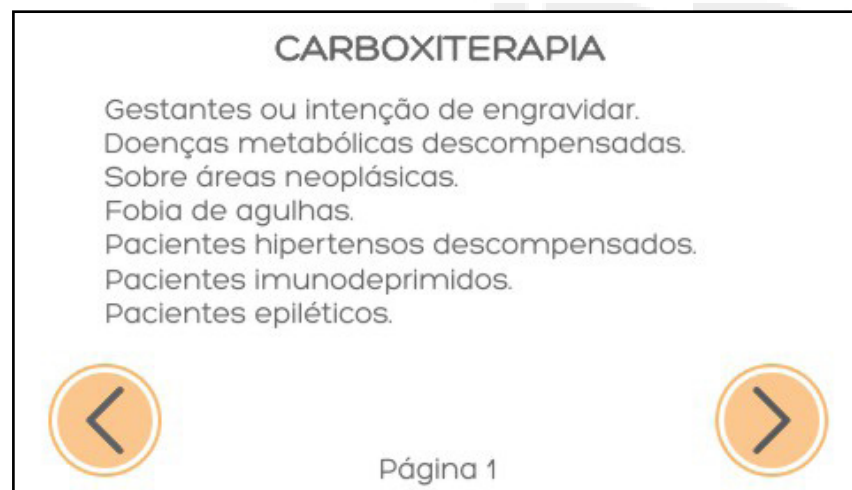 CARBOXITERAPIA
Gestantes ou intenção de engravidar.
Doenças metabólicas descompensadas.
Sobre áreas neoplásicas.
Fobia de agulhas.
Pacientes hipertensos descompensados.
Pacientes imunodeprimidos.
Pacientes epiléticos.
Página 1